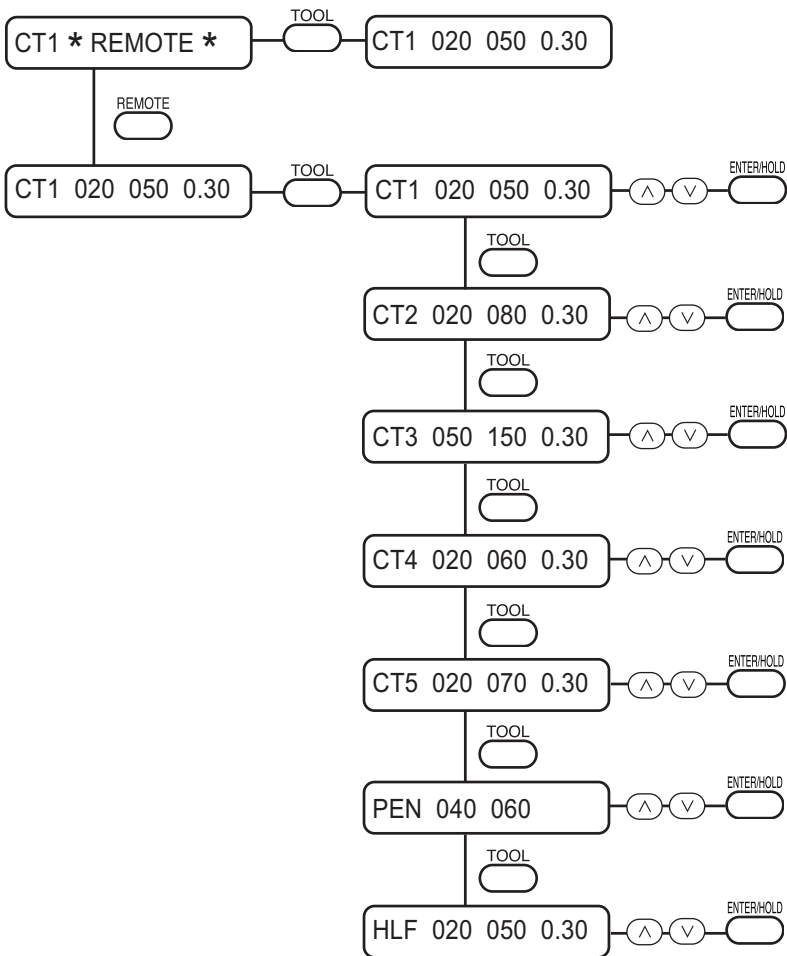 TOOL
CT1 * REMOTE *
CT1 020 050 0.30
REMOTE
CT1 020 050 0.30
TOOL
CT1 020 050 0.30
ENTER/HOLD
TOOL
CT2 020 080 0.30
ENTER/HOLD
TOOL
CT3 050 150 0.30
ENTER/HOLD
TOOL
CT4 020 060 0.30
ENTER/HOLD
TOOL
CT5 020 070 0.30
ENTER/HOLD
TOOL
PEN 040 060
ENTER/HOLD
TOOL
HLF 020 050 0.30
ENTER/HOLD